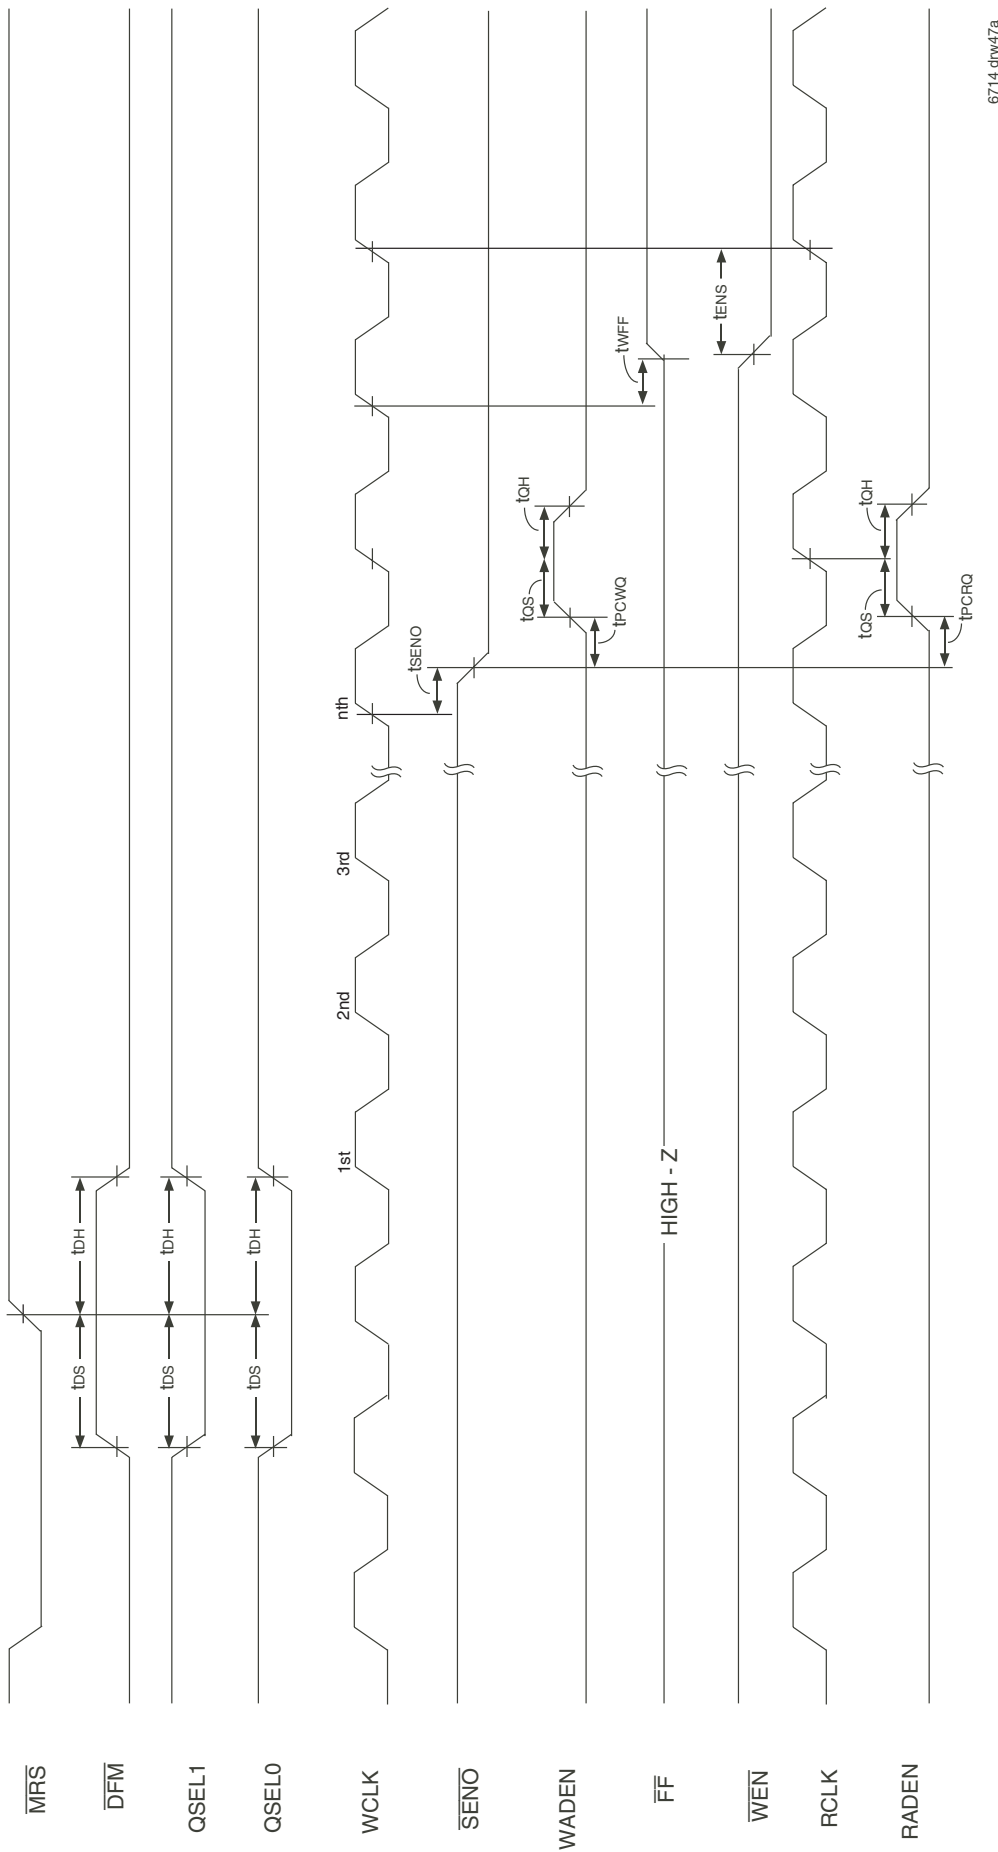 MRS
tDS tDH
DFM
tDS tDH
QSEL1
tDS tDH
QSEL0
1st 2nd 3rd nth
WCLK
tSENO
SENO
tQS tQH
WADEN
tPCWQ
tWFF
FF
HIGH - Z
tENS
WEN
RCLK
tQS tQH
RADEN
tPCRQ
6714 drw47a